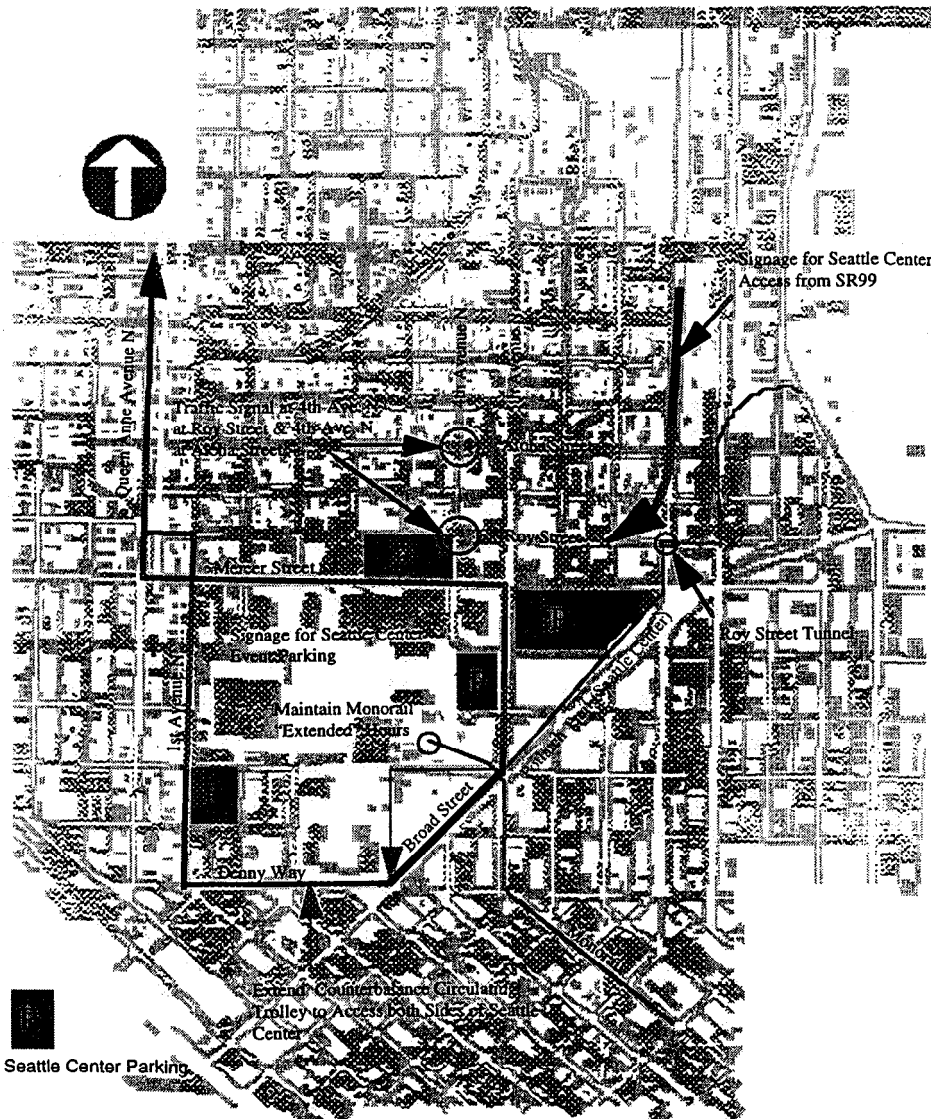 Signage for Seattle Center
Access from SR99
Queen Anne Avenue N
Traffic Signal at 4th Ave N
at Roy Street & 4th Ave N
at Aloha Street
Roy Street
Mercer Street
Signage for Seattle Center
Event Parking
Roy Street Tunnel
1st Avenue N
Maintain Monorail
"Extended" Hours
Broad Street
Denny Way
Monorail
Extend Counterbalance Circulating
Trolley to Access both Sides of Seattle
Center
Seattle Center Parking